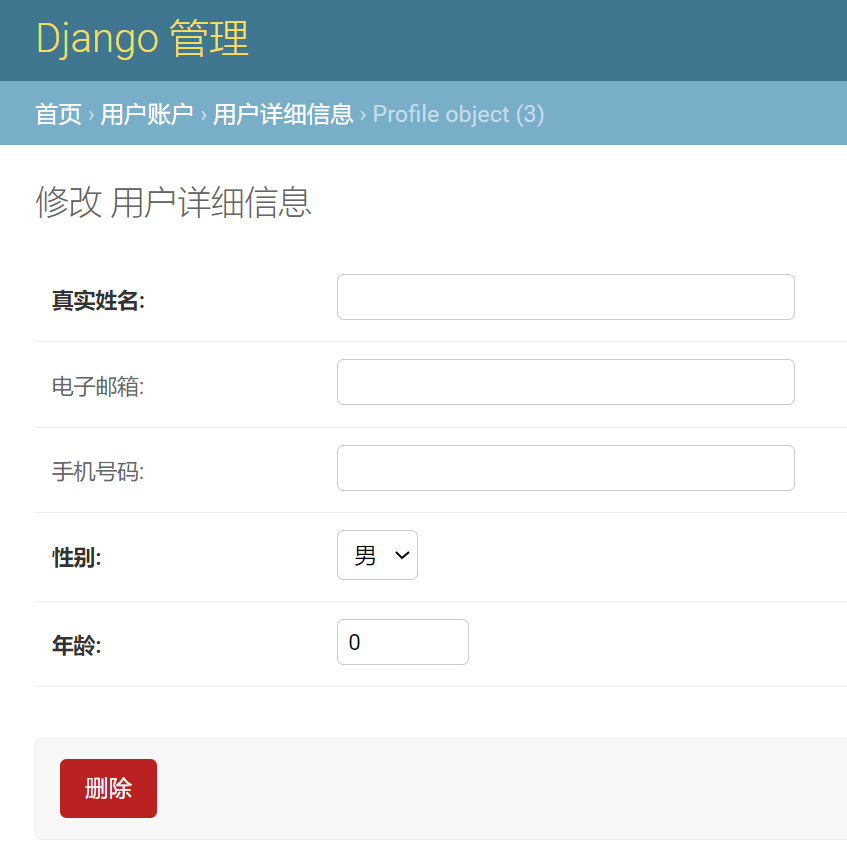 Django 管理
首页 › 用户账户 › 用户详细信息 › Profile object (3)
修改 用户详细信息
真实姓名:
电子邮箱:
手机号码:
性别: 男
年龄: 0
删除